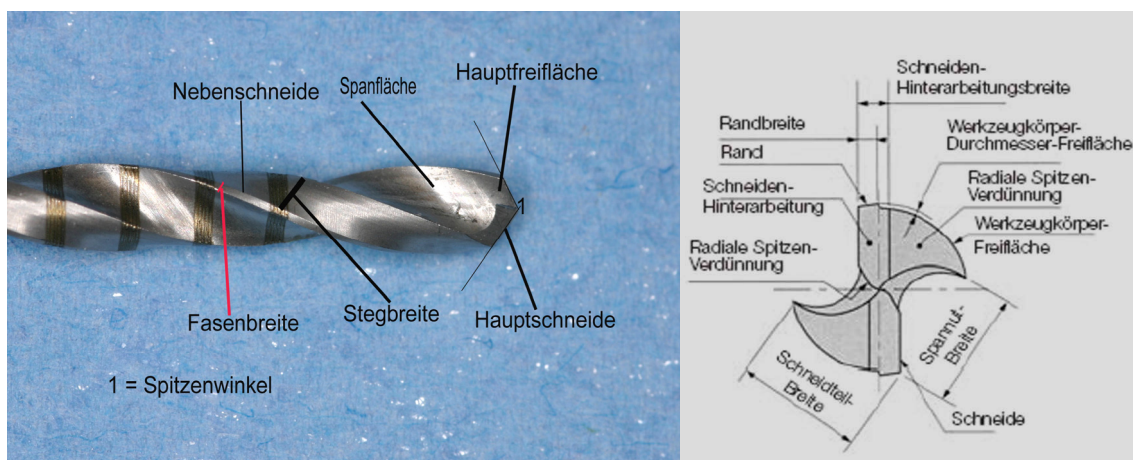 Nebenschneide
Spanfläche
Hauptfreifläche
1
Fasenbreite
Stegbreite
Hauptschneide
1 = Spitzenwinkel
Schneiden-
Hinterarbeitungsbreite
Randbreite
Rand
Schneiden-
Hinterarbeitung
Radiale Spitzen-
Verdünnung
Werkzeugkörper-
Durchmesser-Freifläche
Radiale Spitzen-
Verdünnung
Werkzeugkörper-
Freifläche
Schneidteil-
Breite
Spannut-
Breite
Schneide